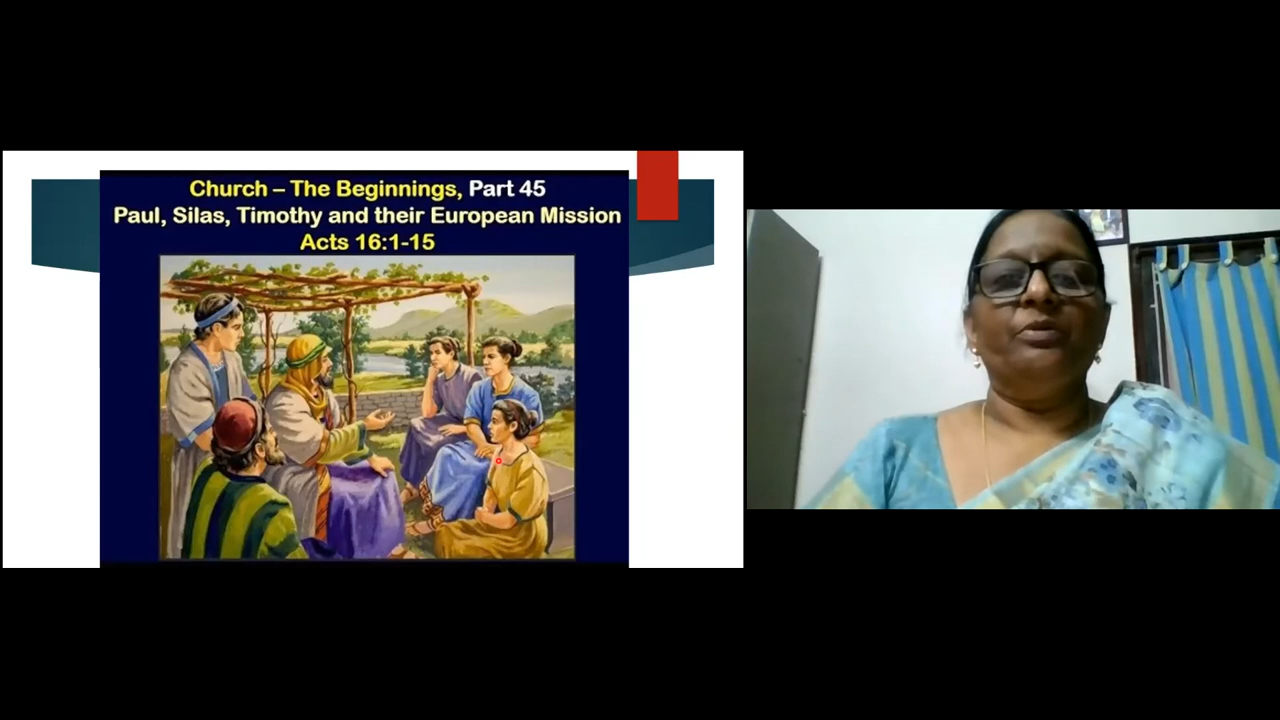 Church – The Beginnings, Part 45
Paul, Silas, Timothy and their European Mission
Acts 16:1-15